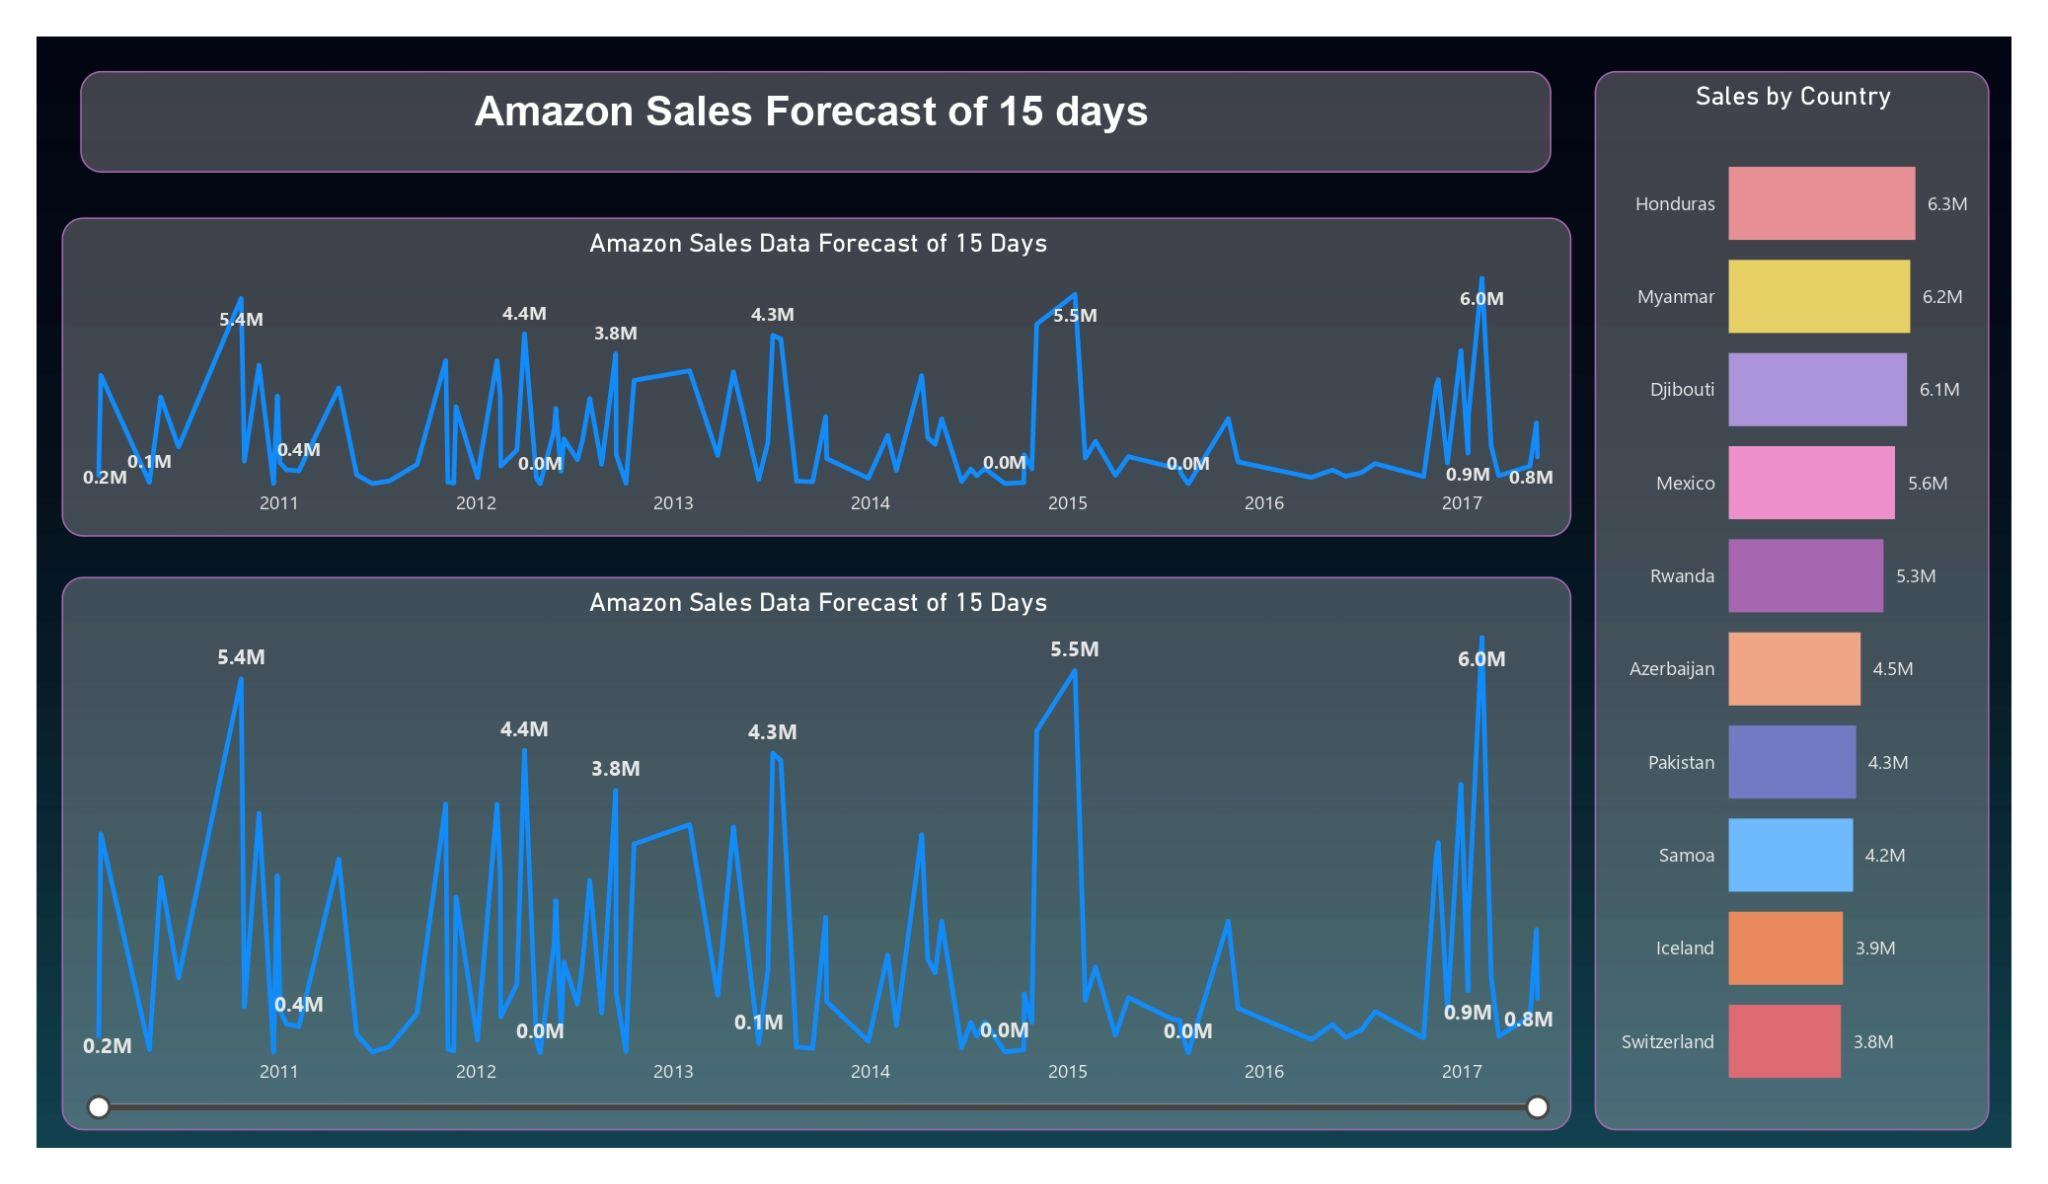 Amazon Sales Forecast of 15 days
Amazon Sales Data Forecast of 15 Days
5.4M
4.4M
3.8M
4.3M
5.5M
6.0M
0.2M
0.1M
0.4M
0.0M
0.0M
0.0M
0.9M
0.8M
2011 2012 2013 2014 2015 2016 2017
Amazon Sales Data Forecast of 15 Days
5.4M
4.4M
3.8M
4.3M
5.5M
6.0M
0.2M
0.4M
0.0M
0.1M
0.0M
0.0M
0.9M
0.8M
2011 2012 2013 2014 2015 2016 2017
Sales by Country
Honduras 6.3M
Myanmar 6.2M
Djibouti 6.1M
Mexico 5.6M
Rwanda 5.3M
Azerbaijan 4.5M
Pakistan 4.3M
Samoa 4.2M
Iceland 3.9M
Switzerland 3.8M